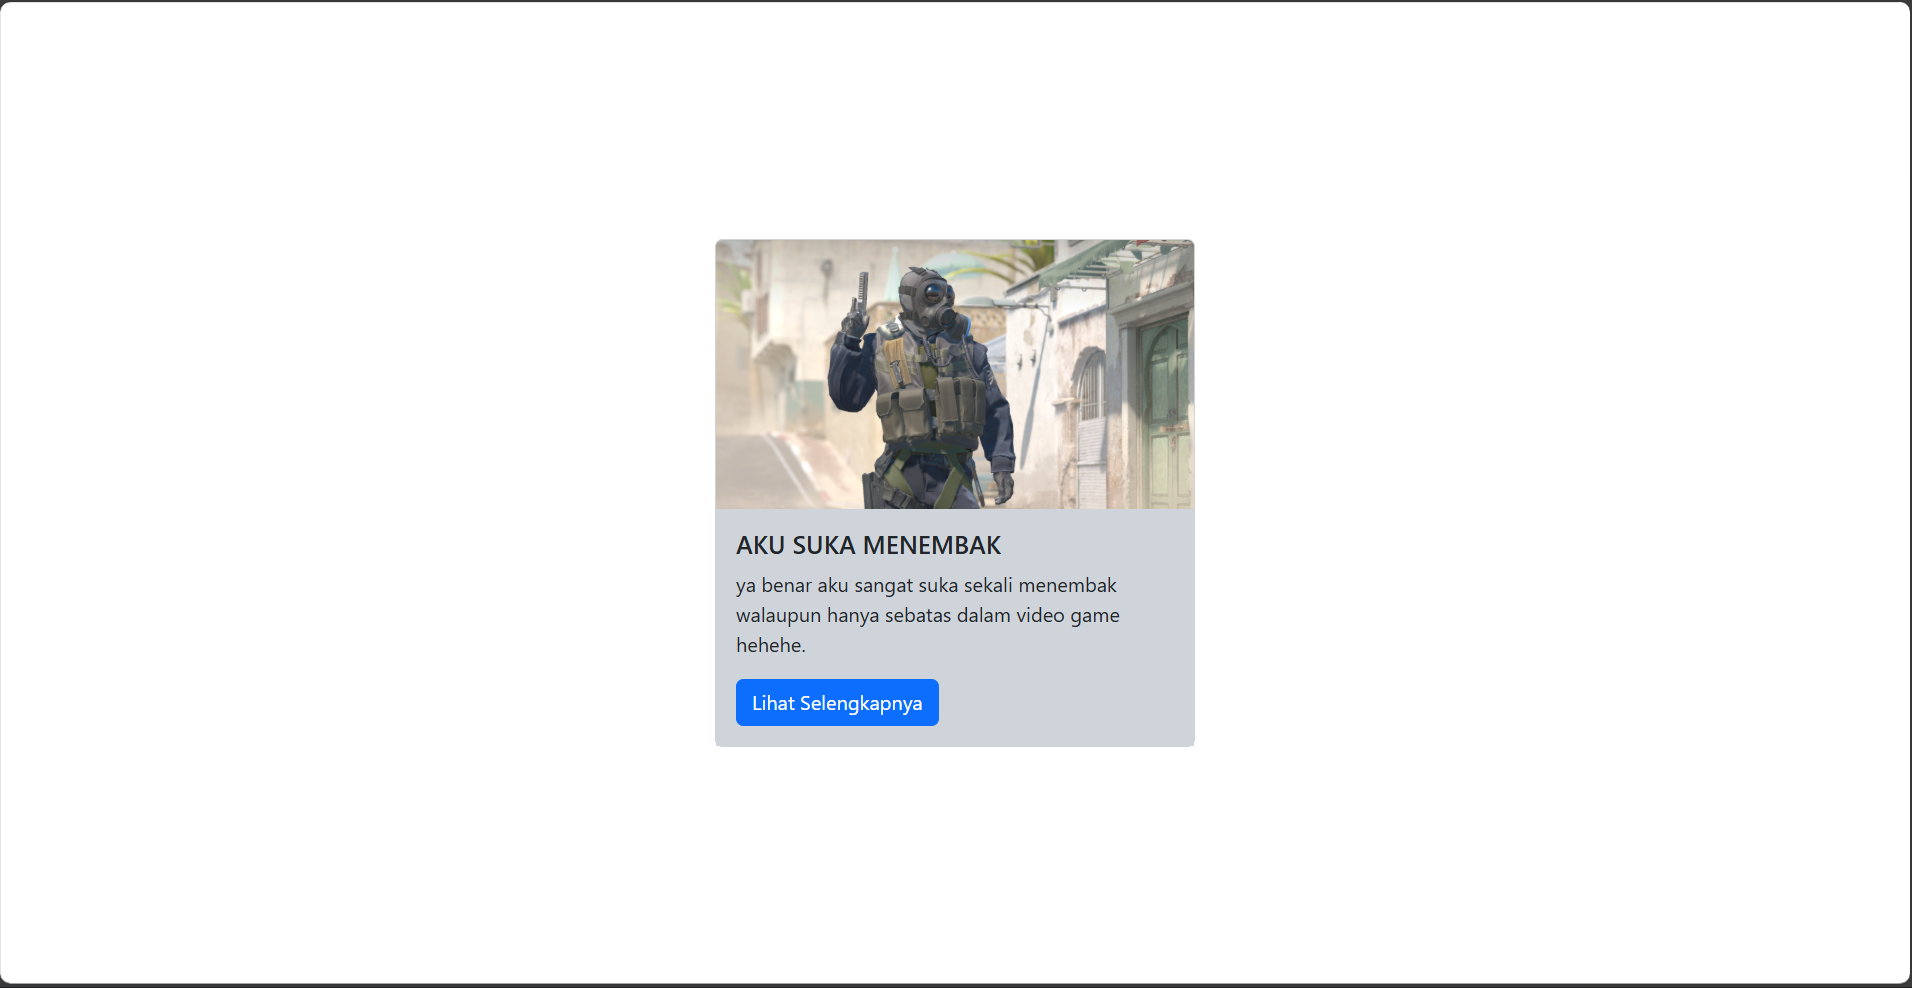 AKU SUKA MENEMBAK
ya benar aku sangat suka sekali menembak
walaupun hanya sebatas dalam video game
hehehe.
Lihat Selengkapnya